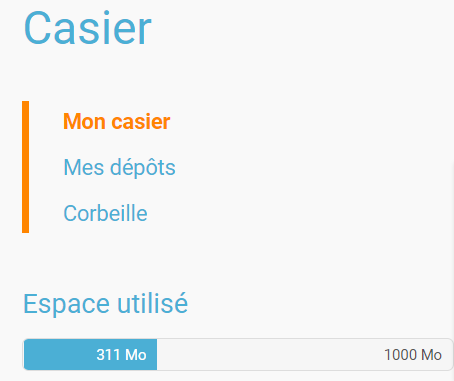 Casier
Mon casier
Mes dépôts
Corbeille
Espace utilisé
311 Mo 1000 Mo